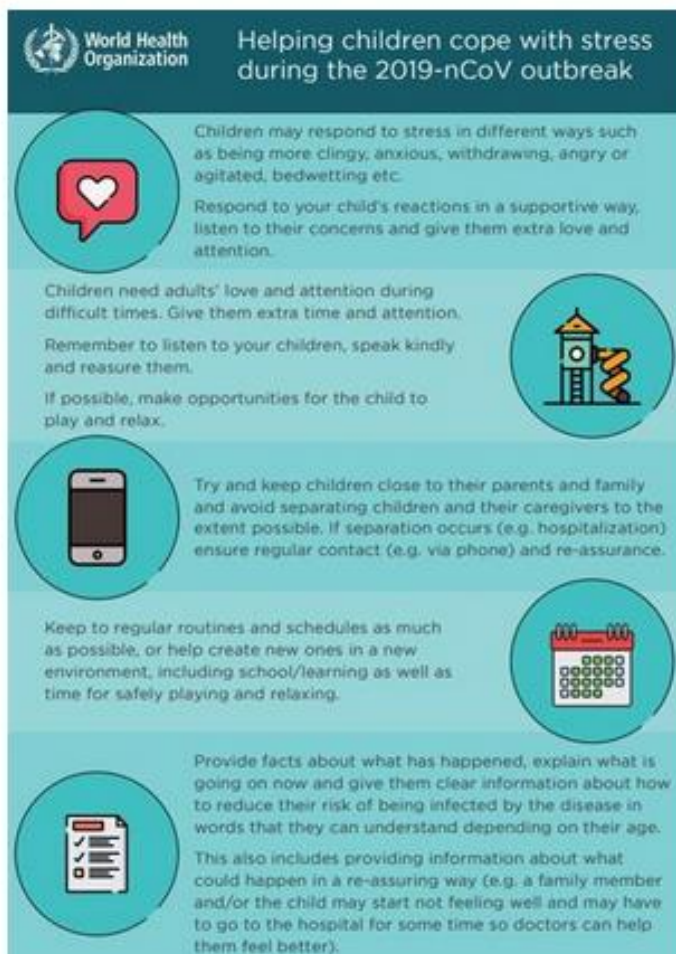 World Health
Organization
Helping children cope with stress
during the 2019-nCoV outbreak
Children may respond to stress in different ways such
as being more clingy, anxious, withdrawing, angry or
agitated, bedwetting etc.
Respond to your child's reactions in a supportive way,
listen to their concerns and give them extra love and
attention.
Children need adults' love and attention during
difficult times. Give them extra time and attention.
Remember to listen to your children, speak kindly
and reasure them.
If possible, make opportunities for the child to
play and relax.
Try and keep children close to their parents and family
and avoid separating children and their caregivers to the
extent possible. If separation occurs (e.g. hospitalization)
ensure regular contact (e.g. via phone) and re-assurance.
Keep to regular routines and schedules as much
as possible, or help create new ones in a new
environment, including school/learning as well as
time for safely playing and relaxing.
Provide facts about what has happened, explain what is
going on now and give them clear information about how
to reduce their risk of being infected by the disease in
words that they can understand depending on their age.
This also includes providing information about what
could happen in a re-assuring way (e.g. a family member
and/or the child may start not feeling well and may have
to go to the hospital for some time so doctors can help
them feel better).